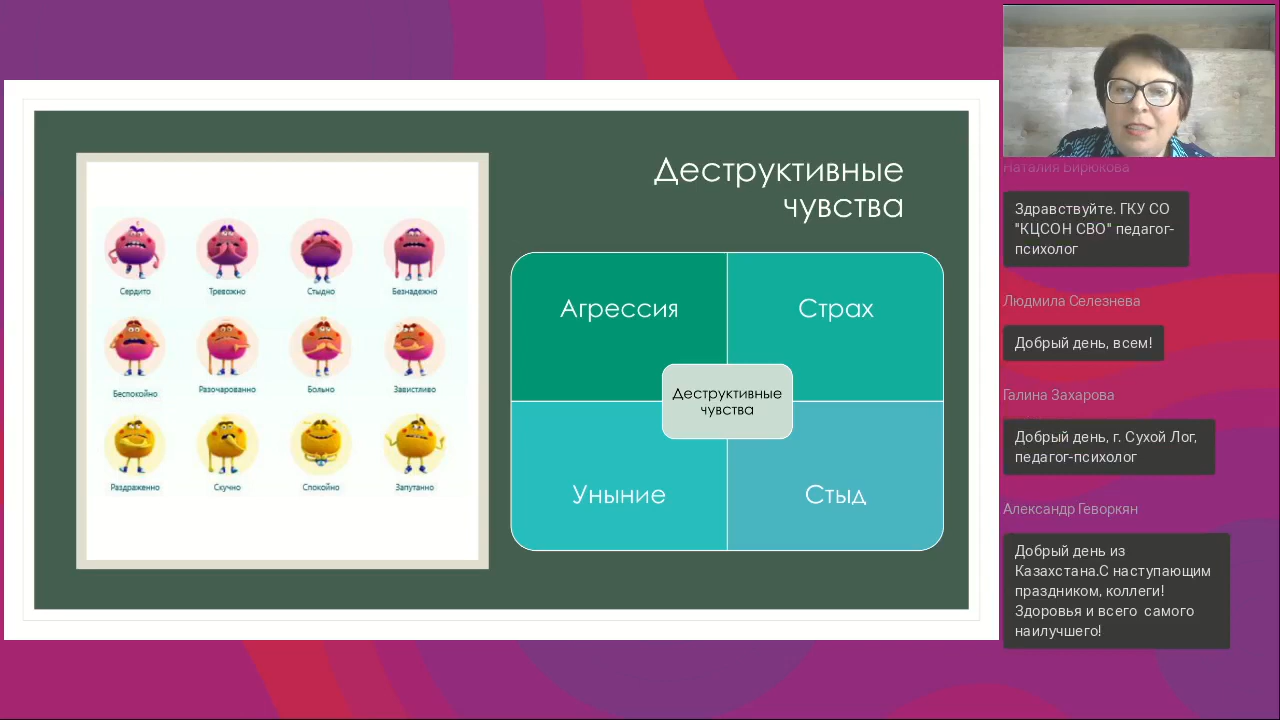 Деструктивные
чувства
Сердито
Тревожно
Стыдно
Безнадежно
Беспокойно
Разочарованно
Больно
Завистливо
Раздраженно
Скучно
Спокойно
Запутанно
Агрессия
Страх
Деструктивные
чувства
Уныние
Стыд
Наталия Бирюкова
Здравствуйте. ГКУ СО
"КЦСОН СВО" педагог-
психолог
Людмила Селезнева
Добрый день, всем!
Галина Захарова
Добрый день, г. Сухой Лог,
педагог-психолог
Александр Геворкян
Добрый день из
Казахстана.С наступающим
праздником, коллеги!
Здоровья и всего  самого
наилучшего!